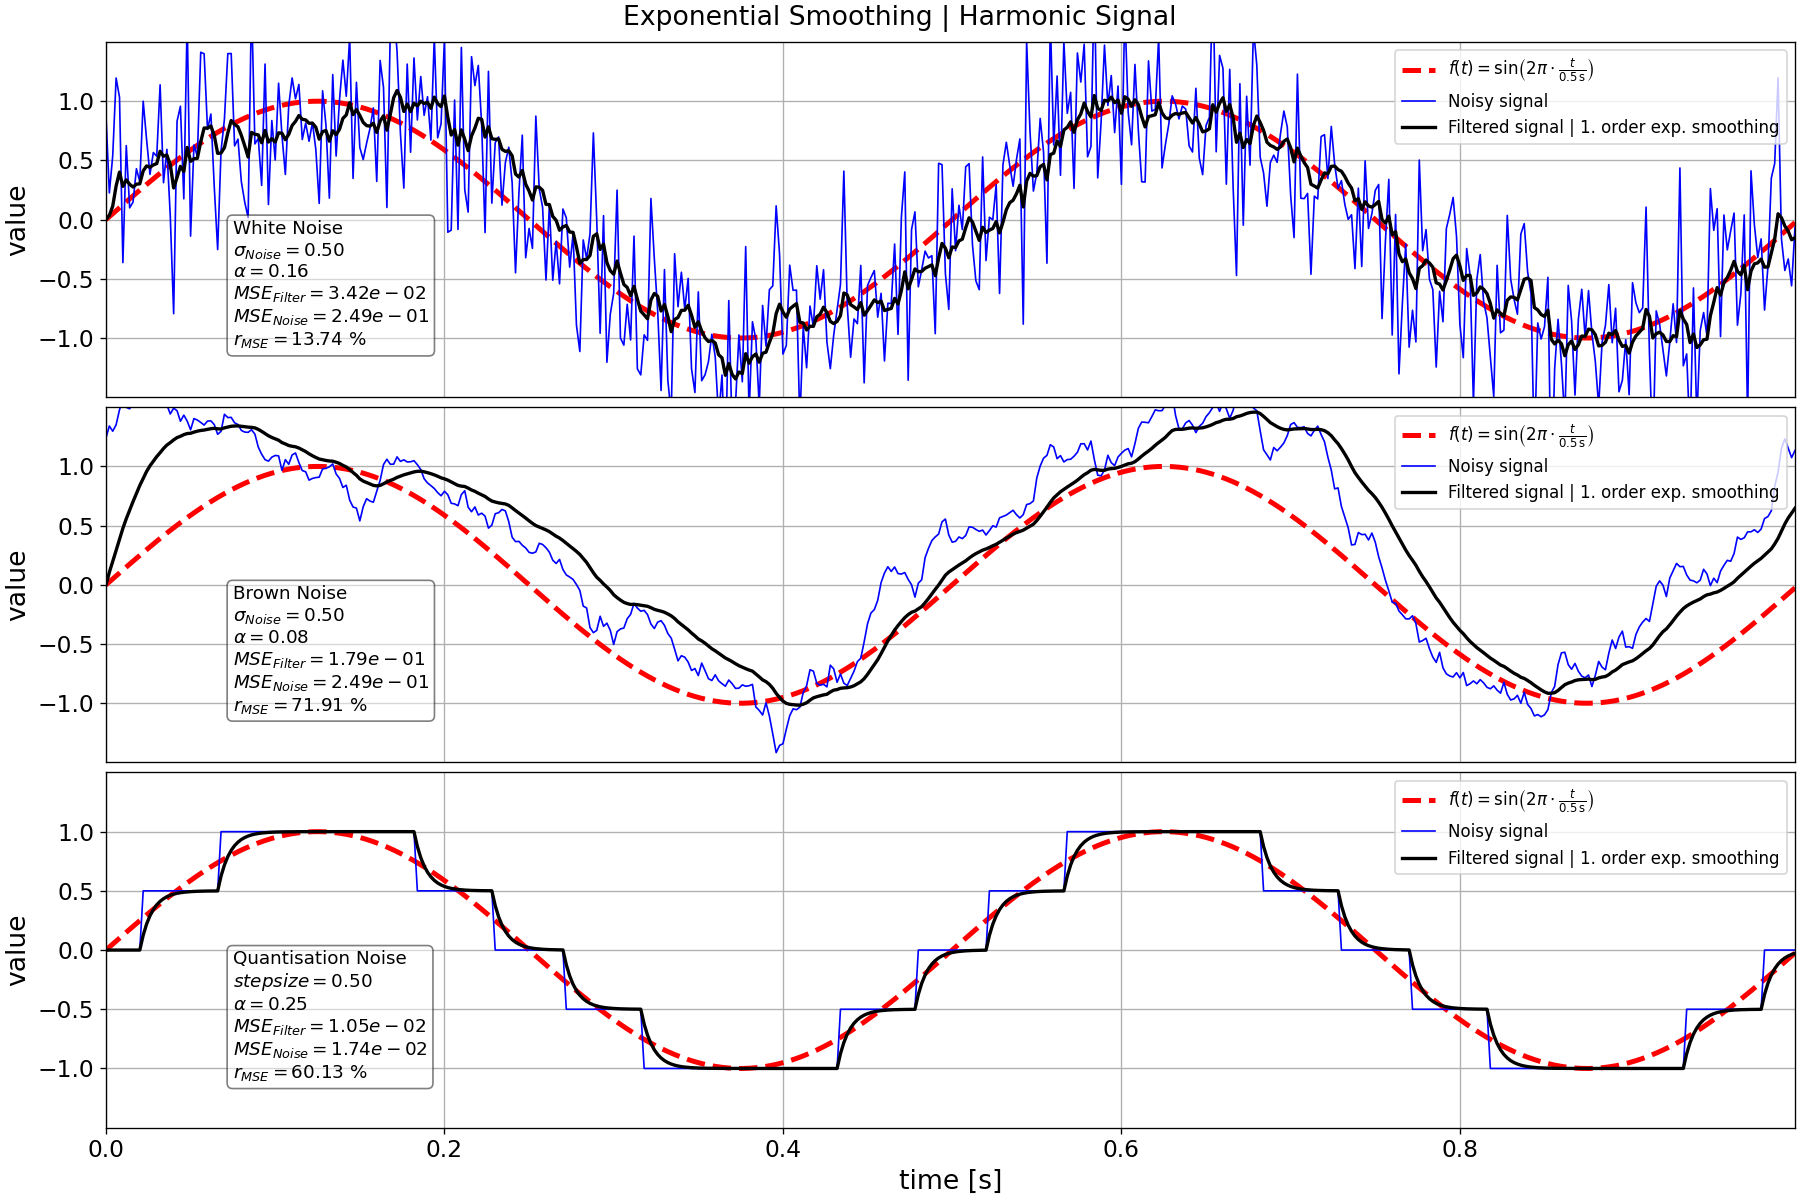 Exponential Smoothing | Harmonic Signal
value
1.0
0.5
0.0
−0.5
−1.0
f(t) = sin(2π · t/0.5 s)
Noisy signal
Filtered signal | 1. order exp. smoothing
White Noise
σ_Noise = 0.50
α = 0.16
MSE_Filter = 3.42e − 02
MSE_Noise = 2.49e − 01
r_MSE = 13.74 %
value
1.0
0.5
0.0
−0.5
−1.0
f(t) = sin(2π · t/0.5 s)
Noisy signal
Filtered signal | 1. order exp. smoothing
Brown Noise
σ_Noise = 0.50
α = 0.08
MSE_Filter = 1.79e − 01
MSE_Noise = 2.49e − 01
r_MSE = 71.91 %
value
1.0
0.5
0.0
−0.5
−1.0
f(t) = sin(2π · t/0.5 s)
Noisy signal
Filtered signal | 1. order exp. smoothing
Quantisation Noise
stepsize = 0.50
α = 0.25
MSE_Filter = 1.05e − 02
MSE_Noise = 1.74e − 02
r_MSE = 60.13 %
0.0 0.2 0.4 0.6 0.8
time [s]